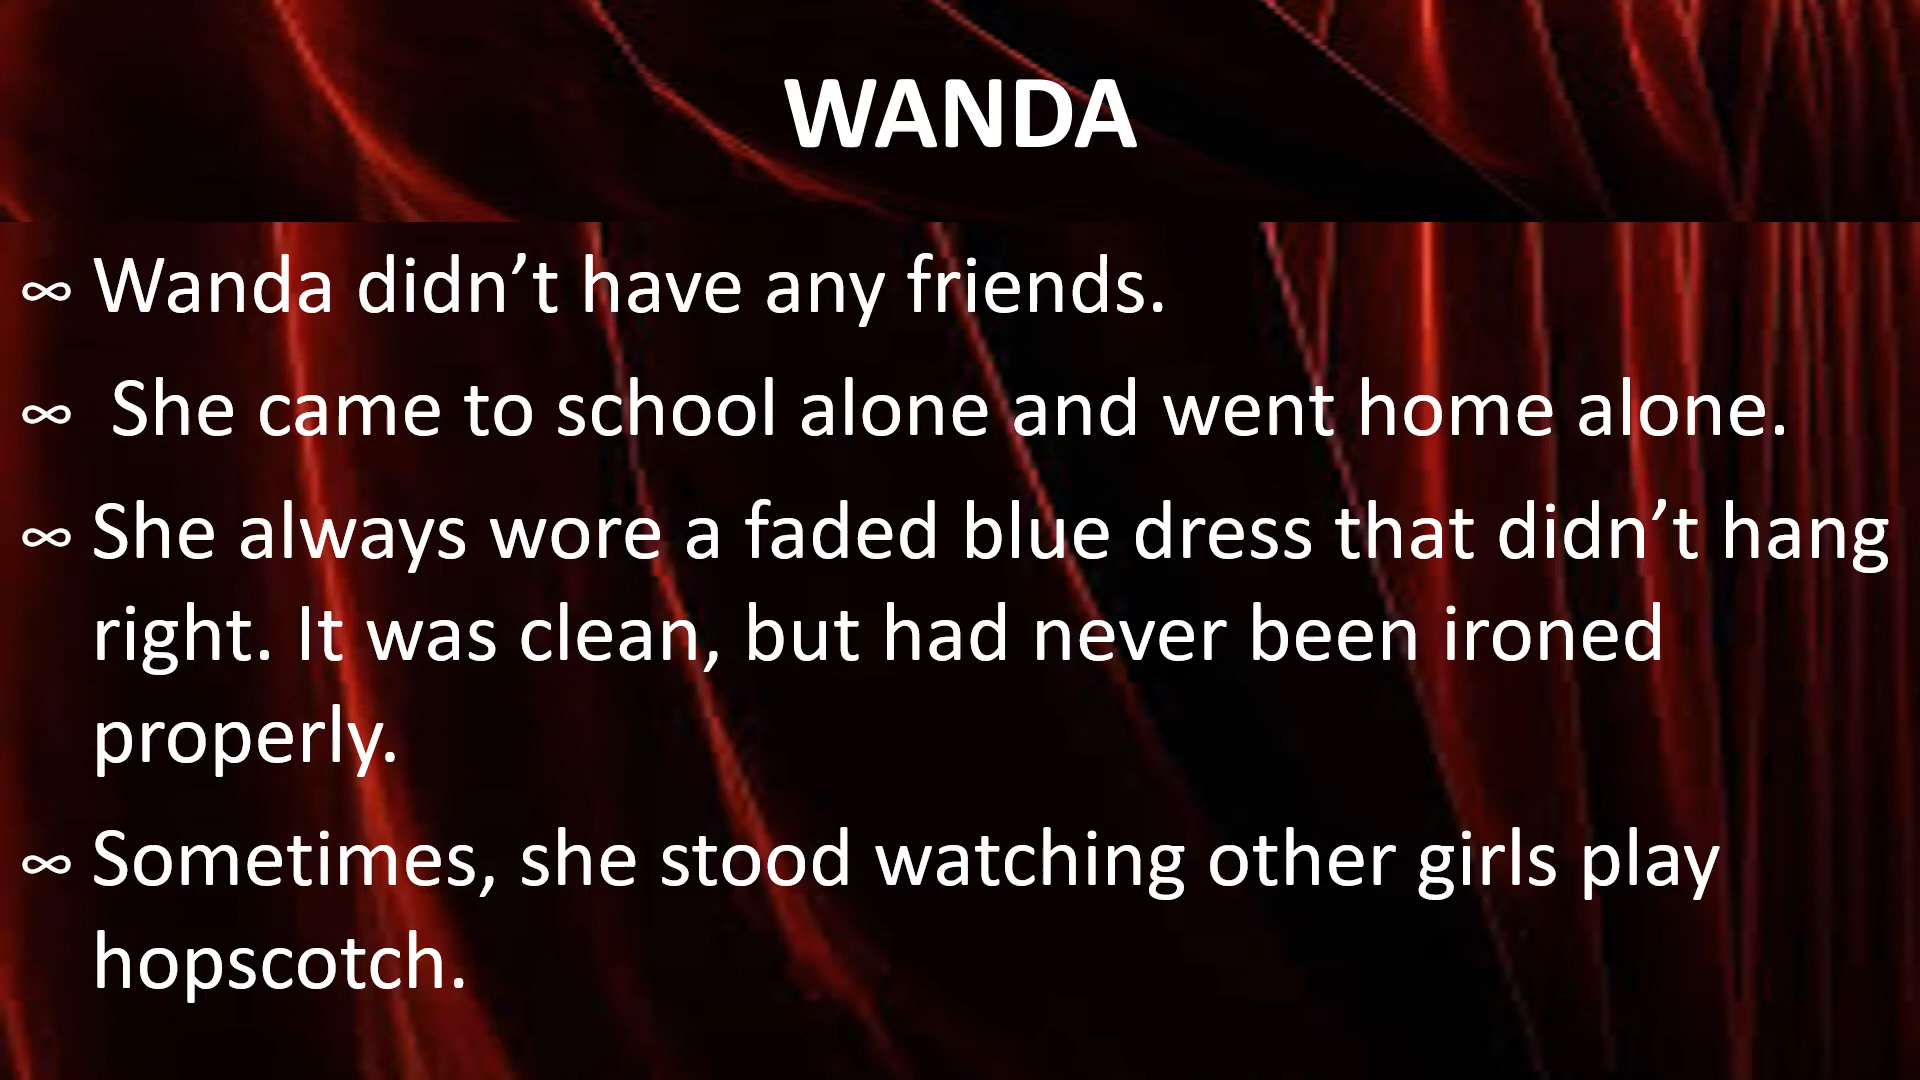 WANDA
∞ Wanda didn’t have any friends.
∞ She came to school alone and went home alone.
∞ She always wore a faded blue dress that didn’t hang
right. It was clean, but had never been ironed
properly.
∞ Sometimes, she stood watching other girls play
hopscotch.